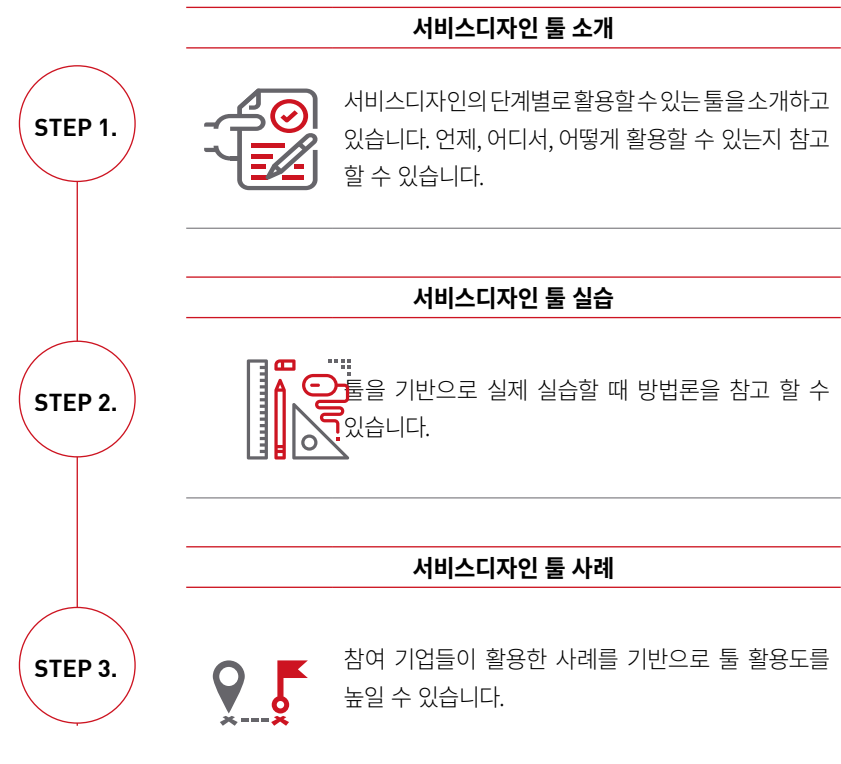 서비스디자인 툴 소개
STEP 1.
서비스디자인의 단계별로 활용할 수 있는 툴을 소개하고
있습니다. 언제, 어디서, 어떻게 활용할 수 있는지 참고
할 수 있습니다.
서비스디자인 툴 실습
STEP 2.
툴을 기반으로 실제 실습할 때 방법론을 참고 할 수
있습니다.
서비스디자인 툴 사례
STEP 3.
참여 기업들이 활용한 사례를 기반으로 툴 활용도를
높일 수 있습니다.